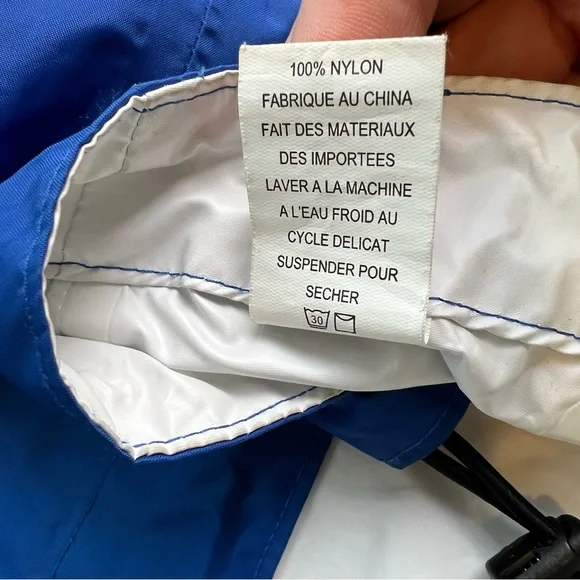 100% NYLON
FABRIQUE AU CHINA
FAIT DES MATERIAUX
DES IMPORTEES
LAVER A LA MACHINE
A L'EAU FROID AU
CYCLE DELICAT
SUSPENDER POUR
SECHER
30